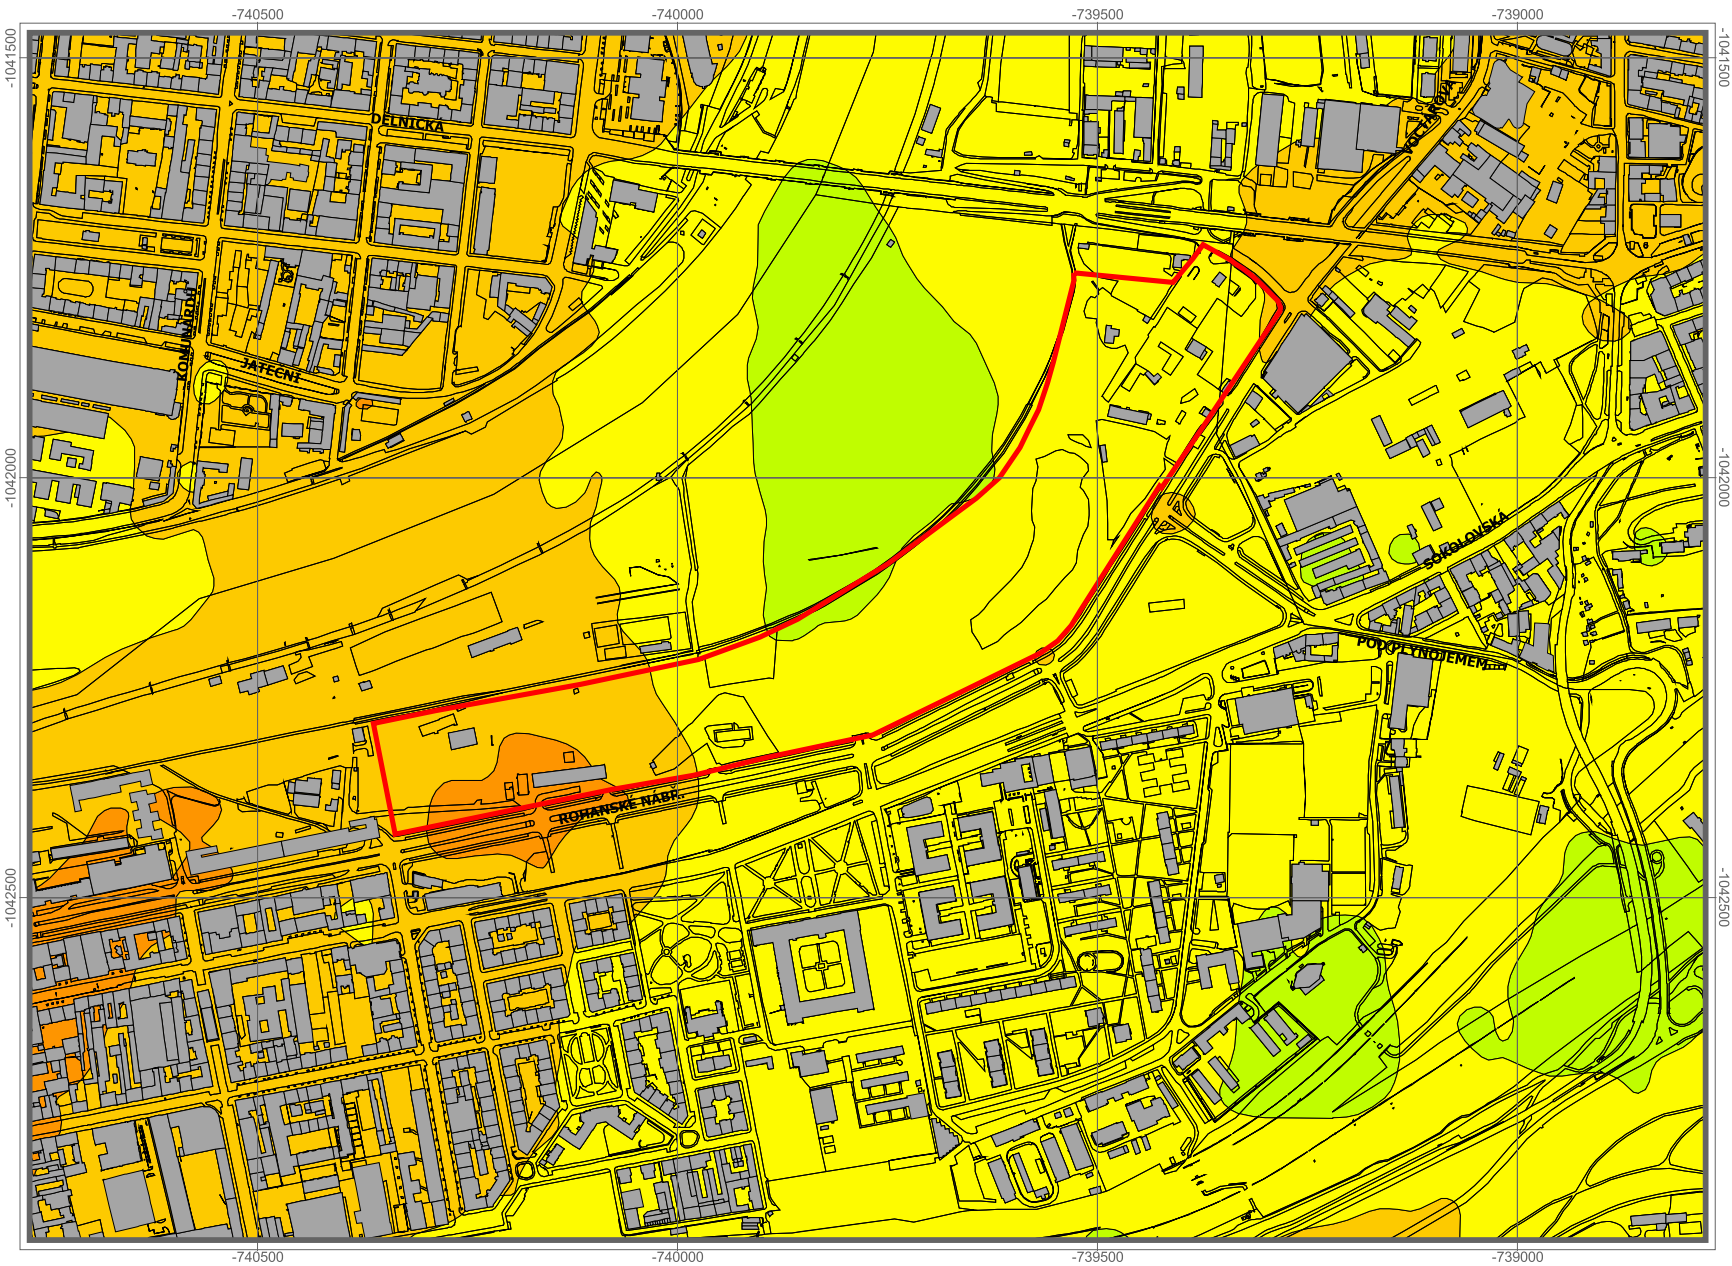 -740500 -740000 -739500 -739000
-1041500 -1041500
DĚLNICKÁ
VOCTÁŘOVA
KOMUNARDŮ
JATEČNÍ
-1042000 -1042000
SOKOLOVSKÁ
POD PLYNOJEMEM
ROHANSKÉ NÁBŘ.
-1042500 -1042500
-740500 -740000 -739500 -739000